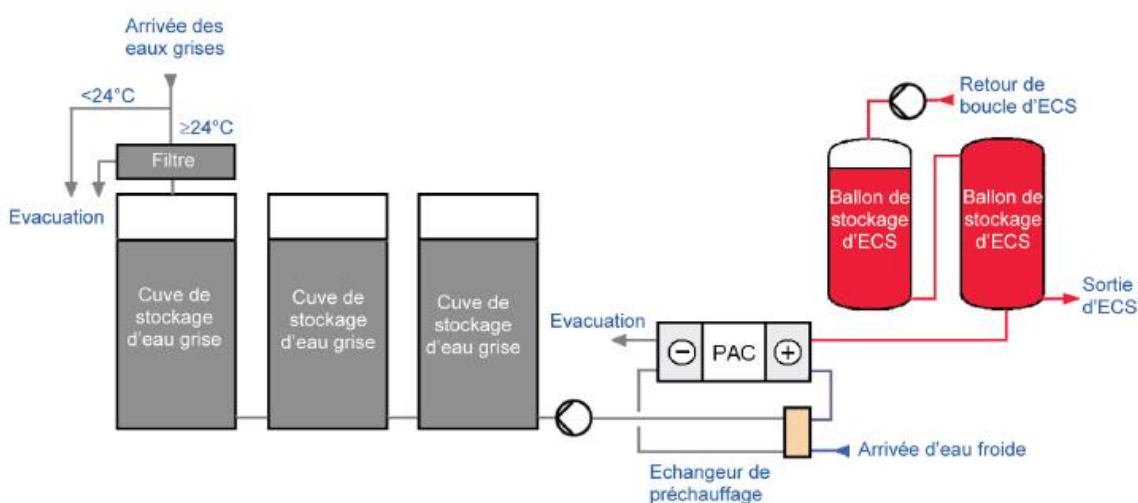 Arrivée des
eaux grises
<24°C
≥24°C
Filtre
Evacuation
Cuve de
stockage
d'eau grise
Cuve de
stockage
d'eau grise
Cuve de
stockage
d'eau grise
Evacuation
PAC
Echangeur de
préchauffage
Arrivée d'eau froide
Retour de
boucle d'ECS
Ballon de
stockage
d'ECS
Ballon de
stockage
d'ECS
Sortie
d'ECS